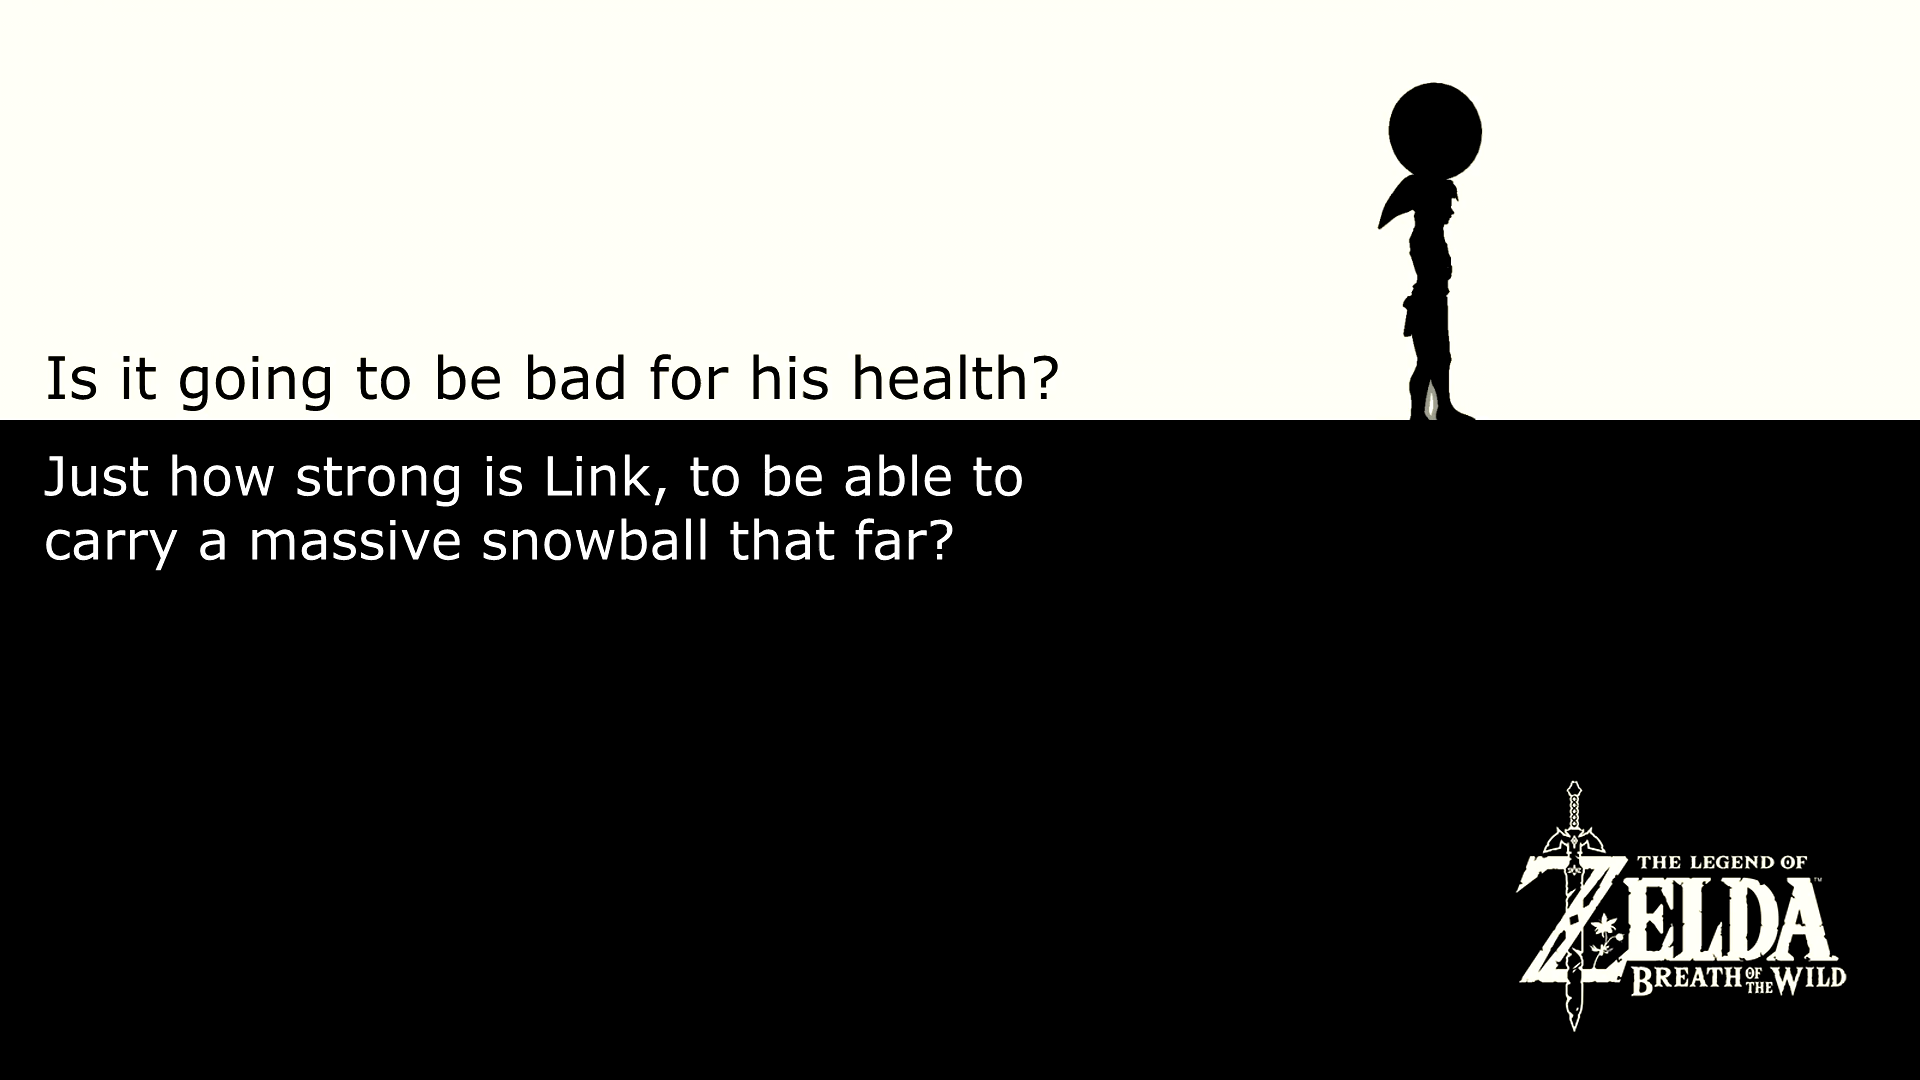 Is it going to be bad for his health?
Just how strong is Link, to be able to
carry a massive snowball that far?
THE LEGEND OF
ZELDA™
BREATH OF THE WILD